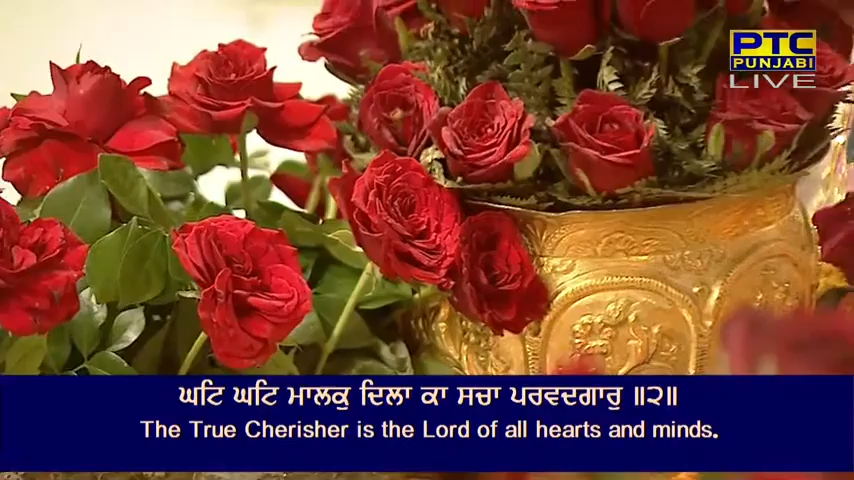 PTC
PUNJABI
LIVE
ਘਟਿ ਘਟਿ ਮਾਲਕੁ ਦਿਲਾ ਕਾ ਸਚਾ ਪਰਵਦਗਾਰੁ ॥੨॥
The True Cherisher is the Lord of all hearts and minds.